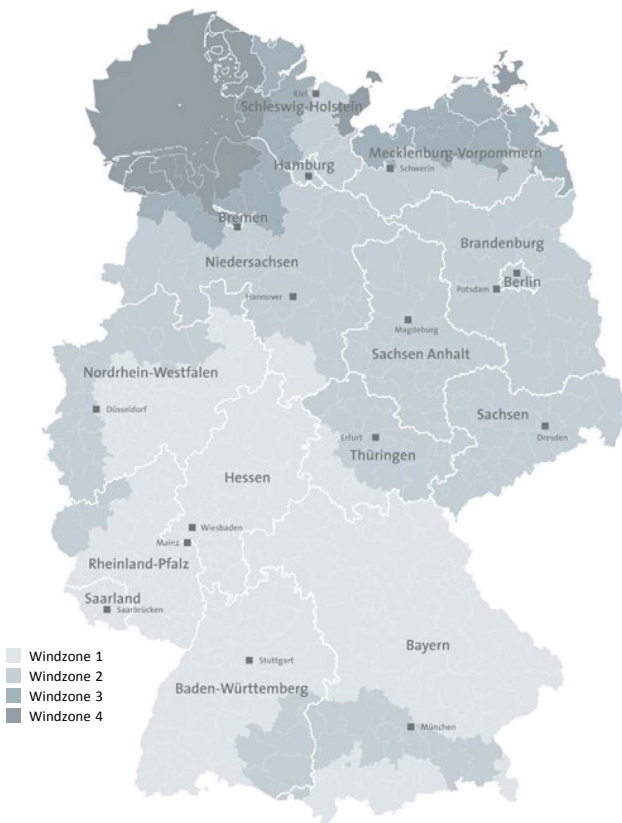 Kiel
Schleswig-Holstein
Mecklenburg-Vorpommern
Hamburg
Schwerin
Bremen
Brandenburg
Niedersachsen
Berlin
Potsdam
Hannover
Magdeburg
Sachsen Anhalt
Nordrhein-Westfalen
Düsseldorf
Sachsen
Erfurt
Dresden
Thüringen
Hessen
Wiesbaden
Mainz
Rheinland-Pfalz
Saarland
Saarbrücken
Bayern
Stuttgart
Baden-Württemberg
München
Windzone 1
Windzone 2
Windzone 3
Windzone 4